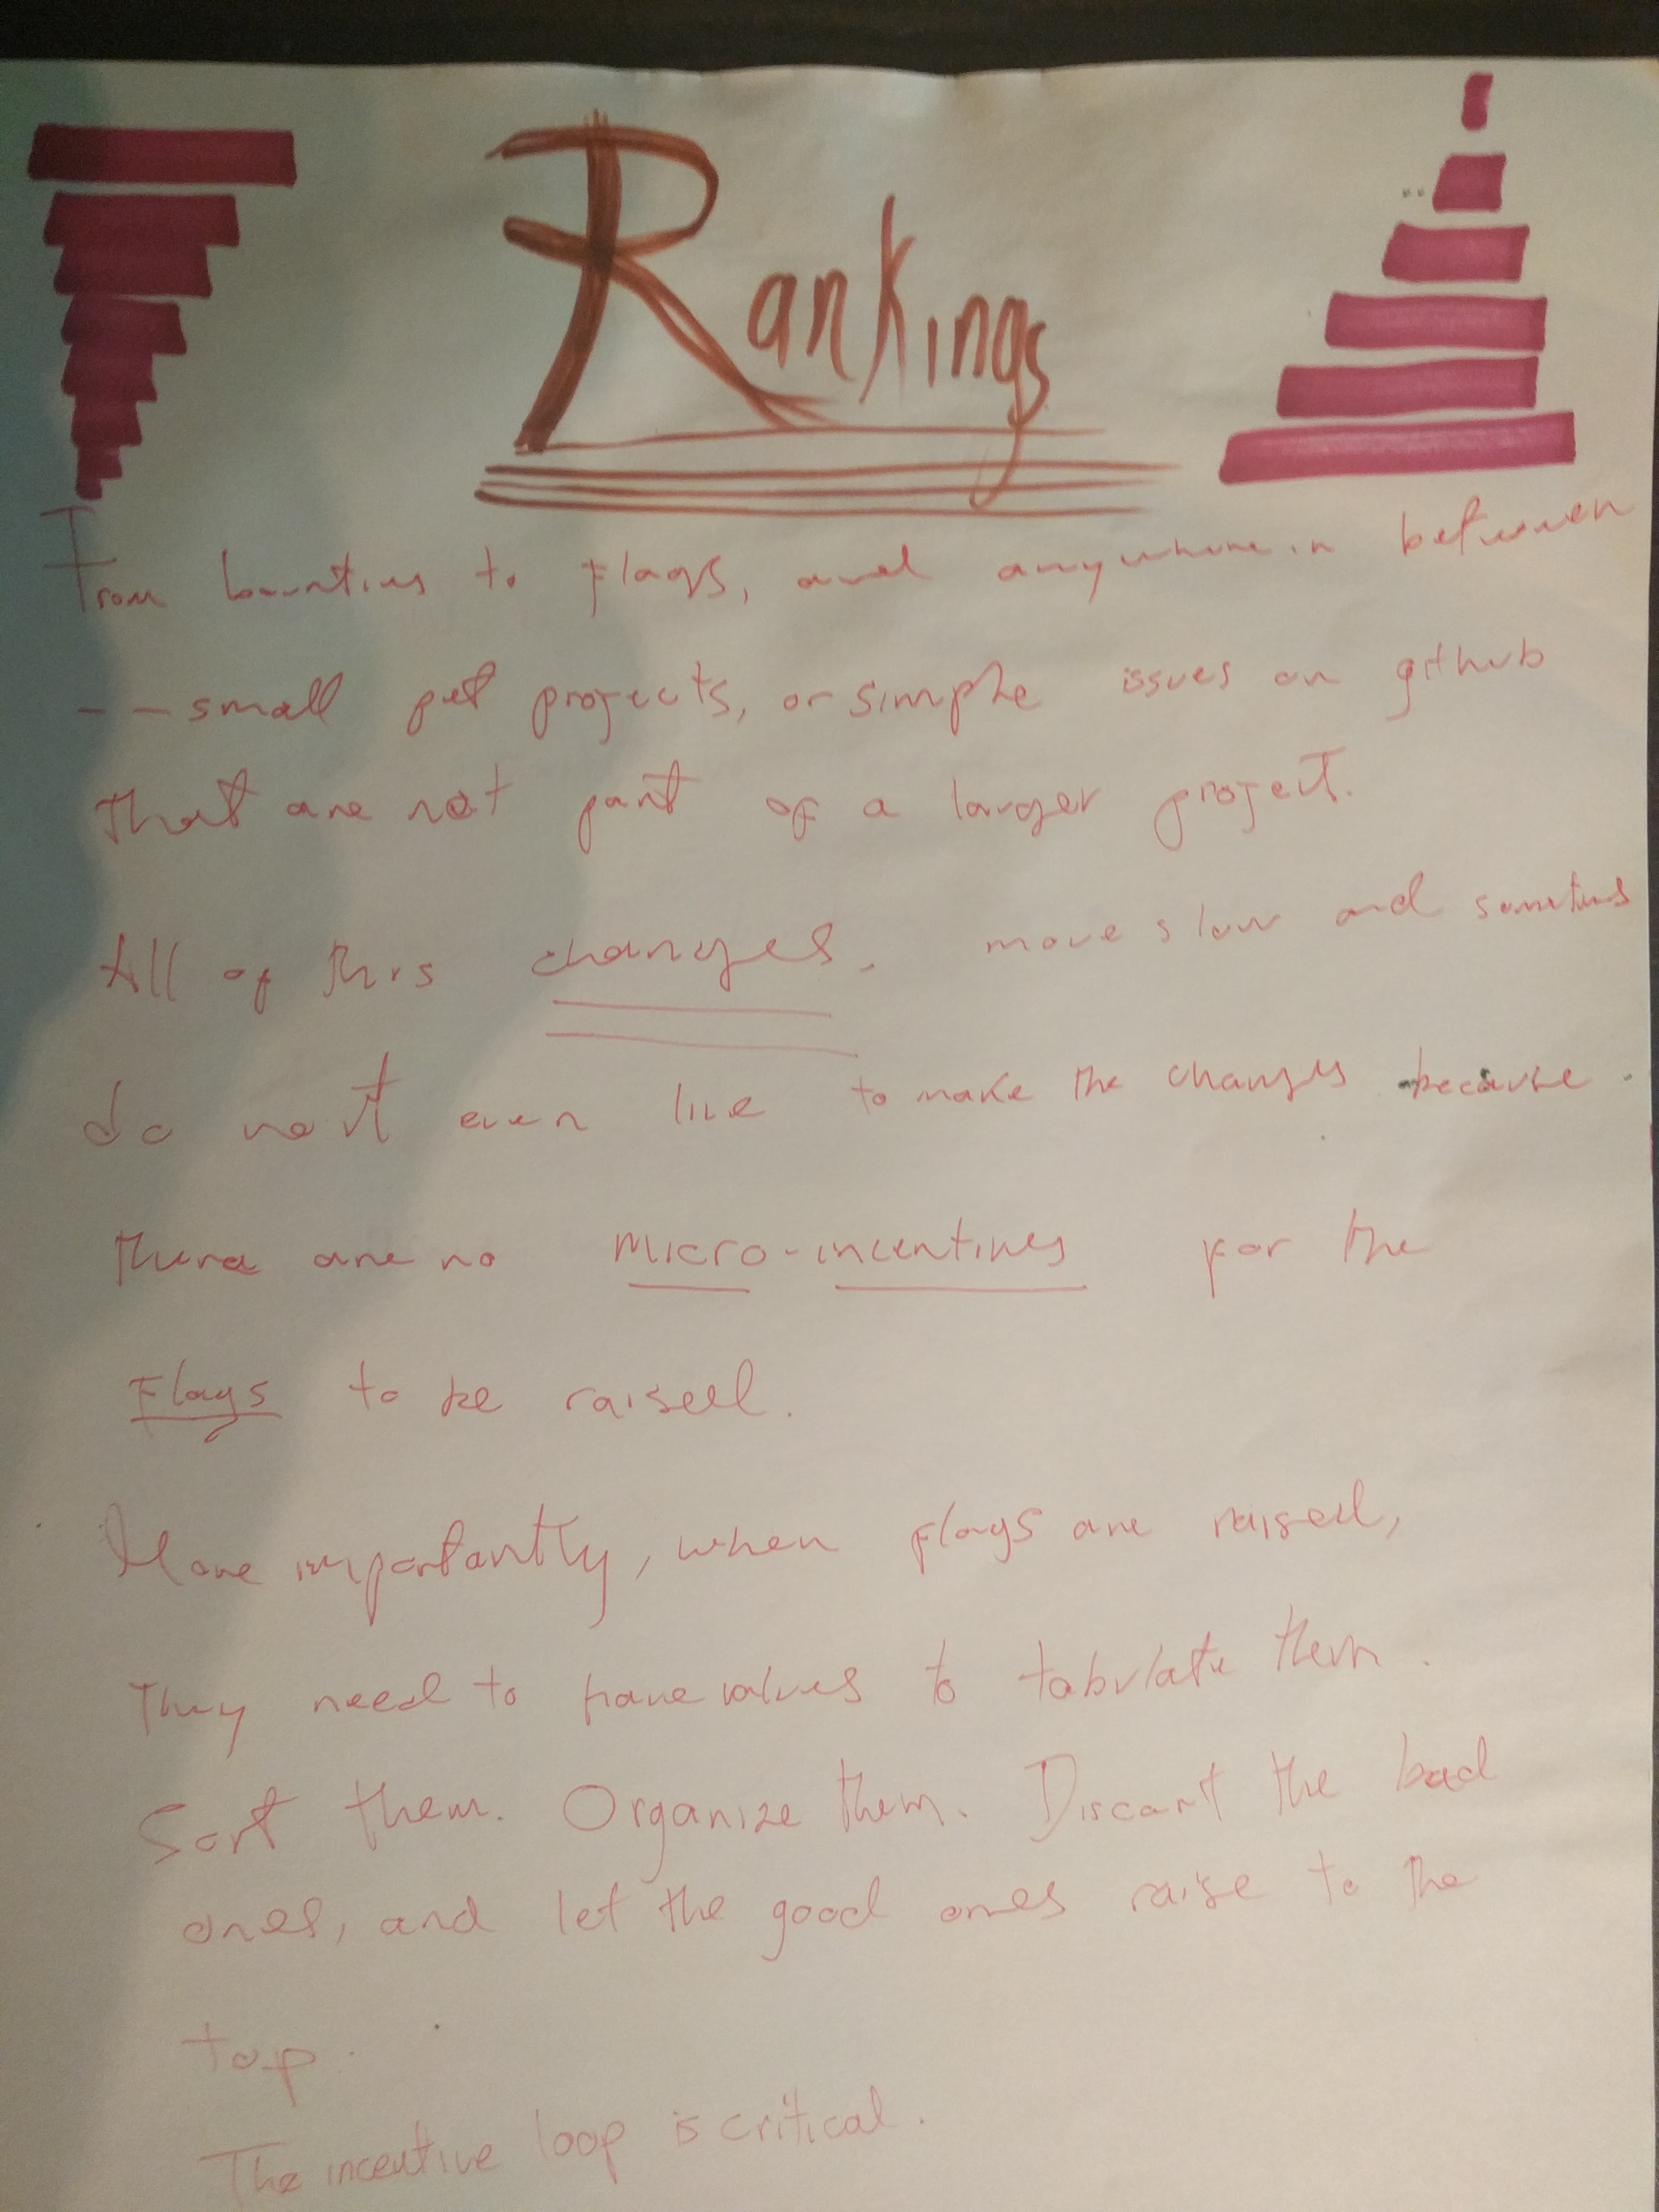 Rankings
From bounties to Flags, and anywhere in between
-- small pet projects, or simple issues on github
that are not part of a larger project.
All of this changes, move slow and sometimes
do not even live to make the changes because
there are no micro-incentives for the
Flags to be raised.
More importantly, when flags are raised,
They need to have values to tabulate them.
Sort them. Organize them. Discart the bad
ones, and let the good ones raise to the
top.
The incentive loop is critical.